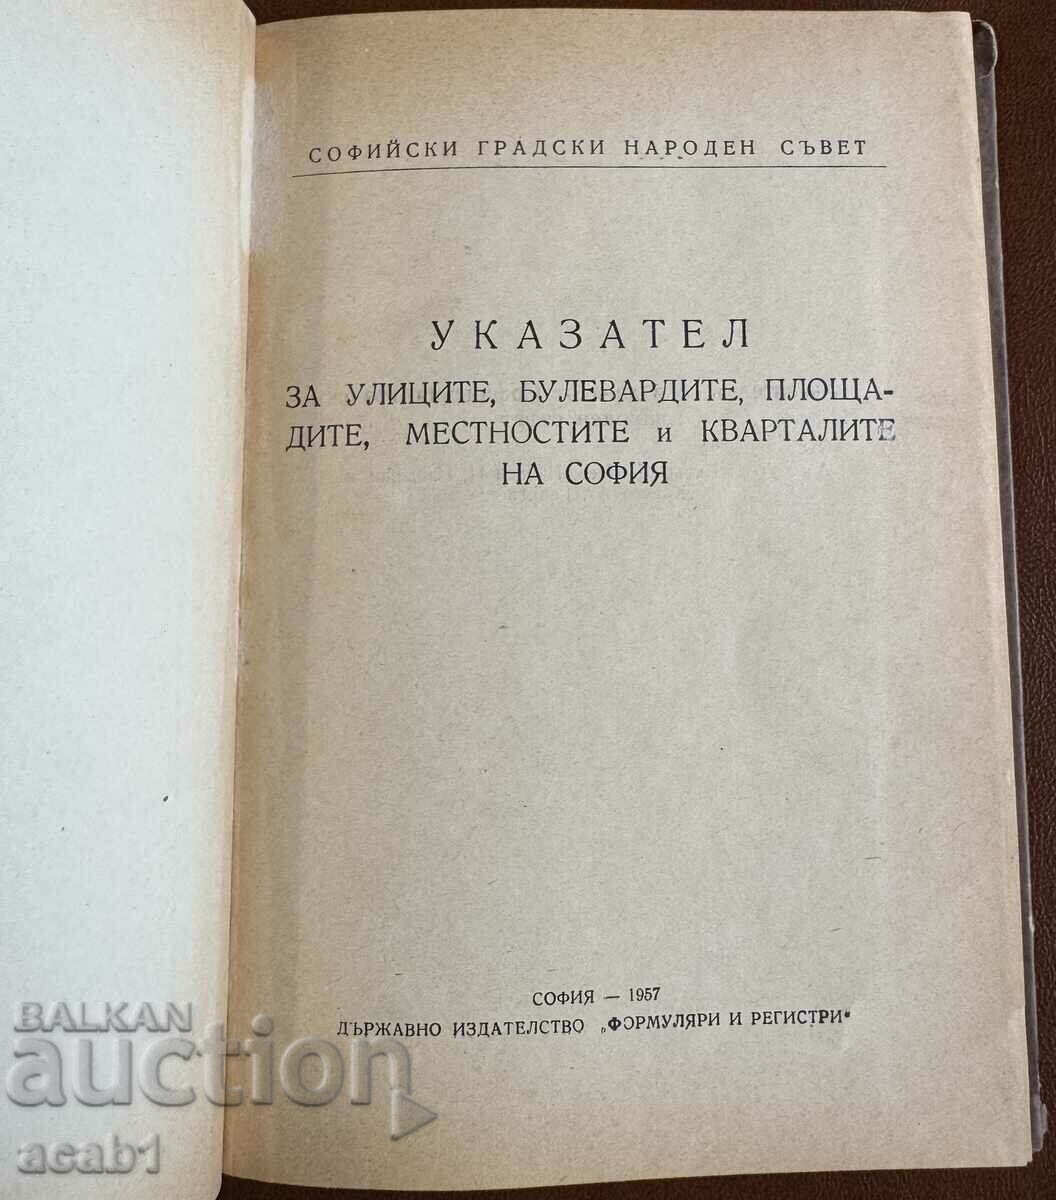 СОФИЙСКИ ГРАДСКИ НАРОДЕН СЪВЕТ
УКАЗАТЕЛ
ЗА УЛИЦИТЕ, БУЛЕВАРДИТЕ, ПЛОЩА-
ДИТЕ, МЕСТНОСТИТЕ и КВАРТАЛИТЕ
НА СОФИЯ
СОФИЯ — 1957
ДЪРЖАВНО ИЗДАТЕЛСТВО „ФОРМУЛЯРИ И РЕГИСТРИ“
BALKAN
auction
acab1